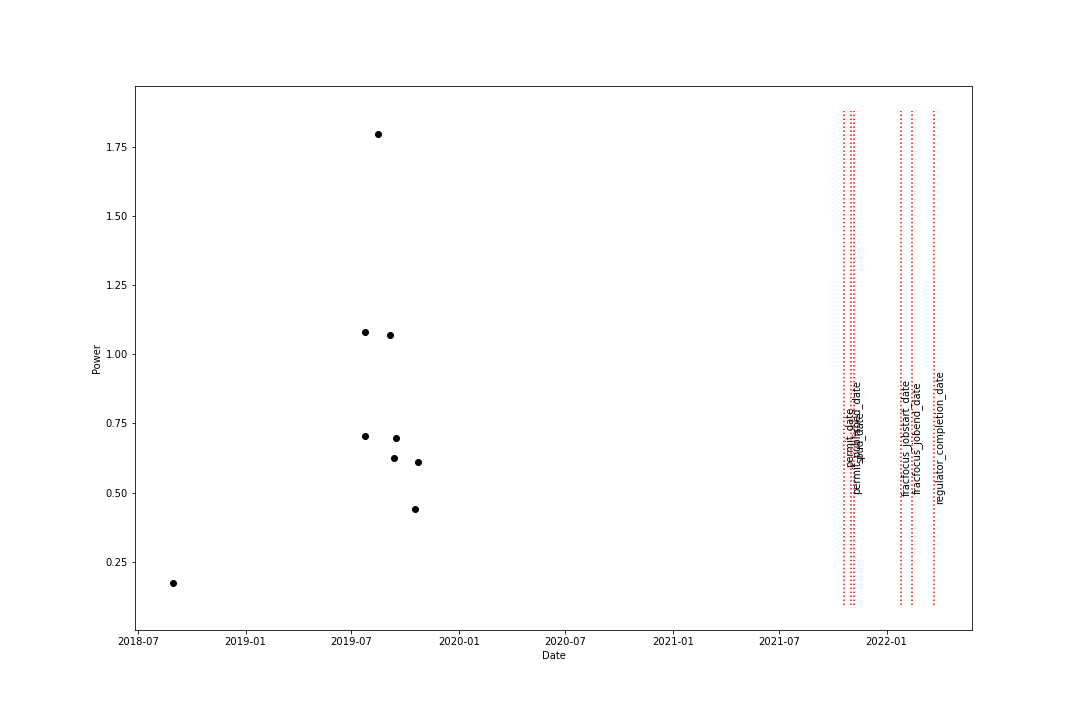 1.75
1.50
1.25
1.00
0.75
0.50
0.25
Power
2018-07
2019-01
2019-07
2020-01
2020-07
2021-01
2021-07
2022-01
Date
permit_date
spud_date
fracfocus_jobstart_date
fracfocus_jobend_date
regulator_completion_date